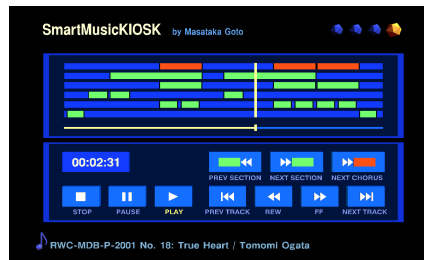 SmartMusicKIOSK by Masataka Goto
00:02:31
PREV SECTION NEXT SECTION NEXT CHORUS
STOP PAUSE PLAY PREV TRACK REW FF NEXT TRACK
RWC-MDB-P-2001 No. 18: True Heart / Tomomi Ogata